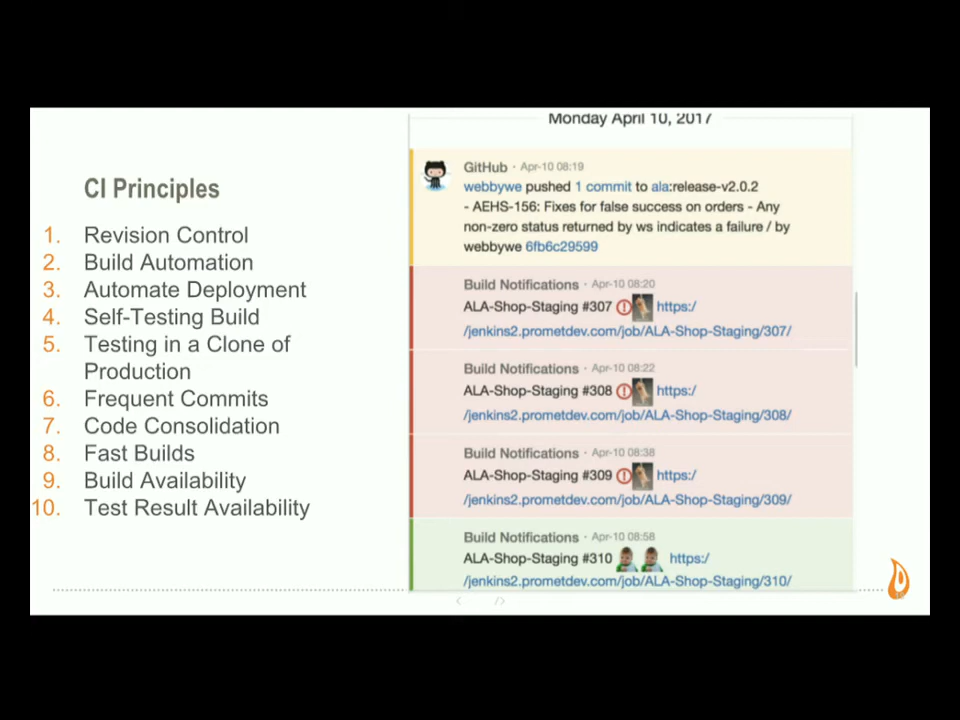 CI Principles
1. Revision Control
2. Build Automation
3. Automate Deployment
4. Self-Testing Build
5. Testing in a Clone of
Production
6. Frequent Commits
7. Code Consolidation
8. Fast Builds
9. Build Availability
10. Test Result Availability
Monday April 10, 2017
GitHub · Apr-10 08:19
webbywe pushed 1 commit to ala:release-v2.0.2
- AEHS-156: Fixes for false success on orders - Any
non-zero status returned by ws indicates a failure / by
webbywe 6fb6c29599
Build Notifications · Apr-10 08:20
ALA-Shop-Staging #307 https:/
/jenkins2.prometdev.com/job/ALA-Shop-Staging/307/
Build Notifications · Apr-10 08:22
ALA-Shop-Staging #308 https:/
/jenkins2.prometdev.com/job/ALA-Shop-Staging/308/
Build Notifications · Apr-10 08:38
ALA-Shop-Staging #309 https:/
/jenkins2.prometdev.com/job/ALA-Shop-Staging/309/
Build Notifications · Apr-10 08:58
ALA-Shop-Staging #310 https:/
/jenkins2.prometdev.com/job/ALA-Shop-Staging/310/